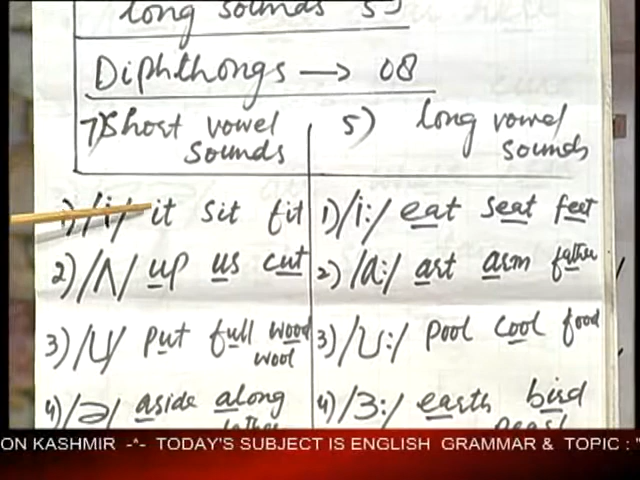 long sounds 5)
Diphthongs → 08
7) Short vowel sounds
5) long vowel sounds
1) /i/ it sit fit
1) /i:/ eat seat feet
2) /ʌ/ up us cut
2) /a:/ art arm father
3) /U/ put full wood
wool
3) /U:/ pool cool food
4) /ə/ aside along
4) /3:/ earth bird
ON KASHMIR -^- TODAY'S SUBJECT IS ENGLISH GRAMMAR & TOPIC : "